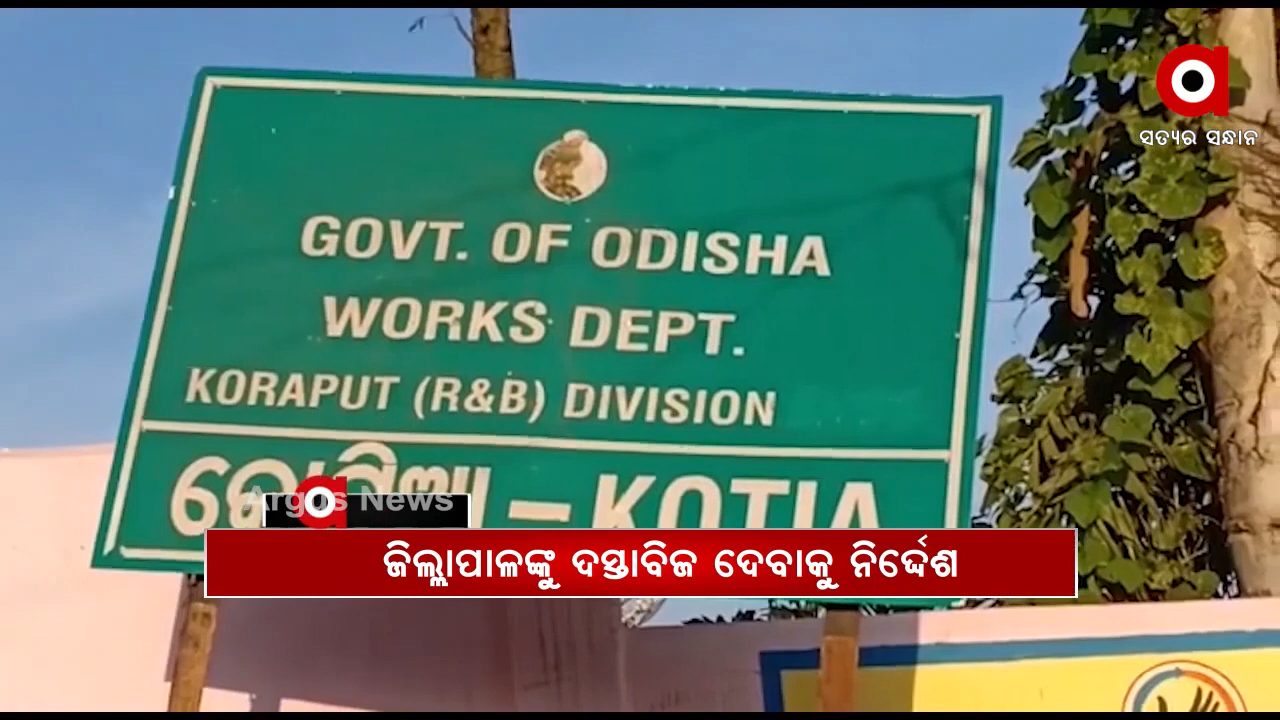 ସତ୍ୟର ସନ୍ଧାନ
GOVT. OF ODISHA
WORKS DEPT.
KORAPUT (R&B) DIVISION
କୋଟିଆ – KOTIA
Argus News
ଜିଲ୍ଲାପାଳଙ୍କୁ ଦସ୍ତାବିଜ ଦେବାକୁ ନିର୍ଦ୍ଦେଶ